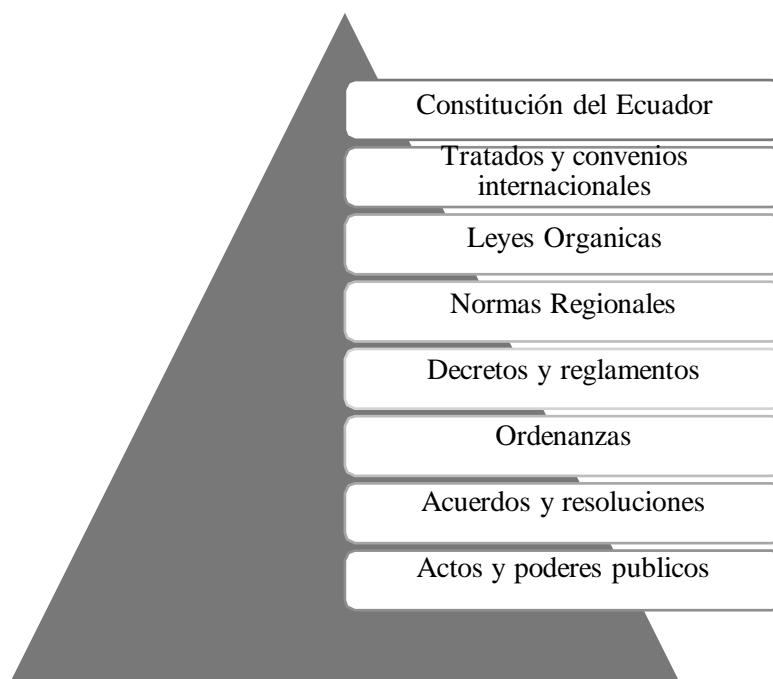 Constitución del Ecuador
Tratados y convenios
internacionales
Leyes Organicas
Normas Regionales
Decretos y reglamentos
Ordenanzas
Acuerdos y resoluciones
Actos y poderes publicos